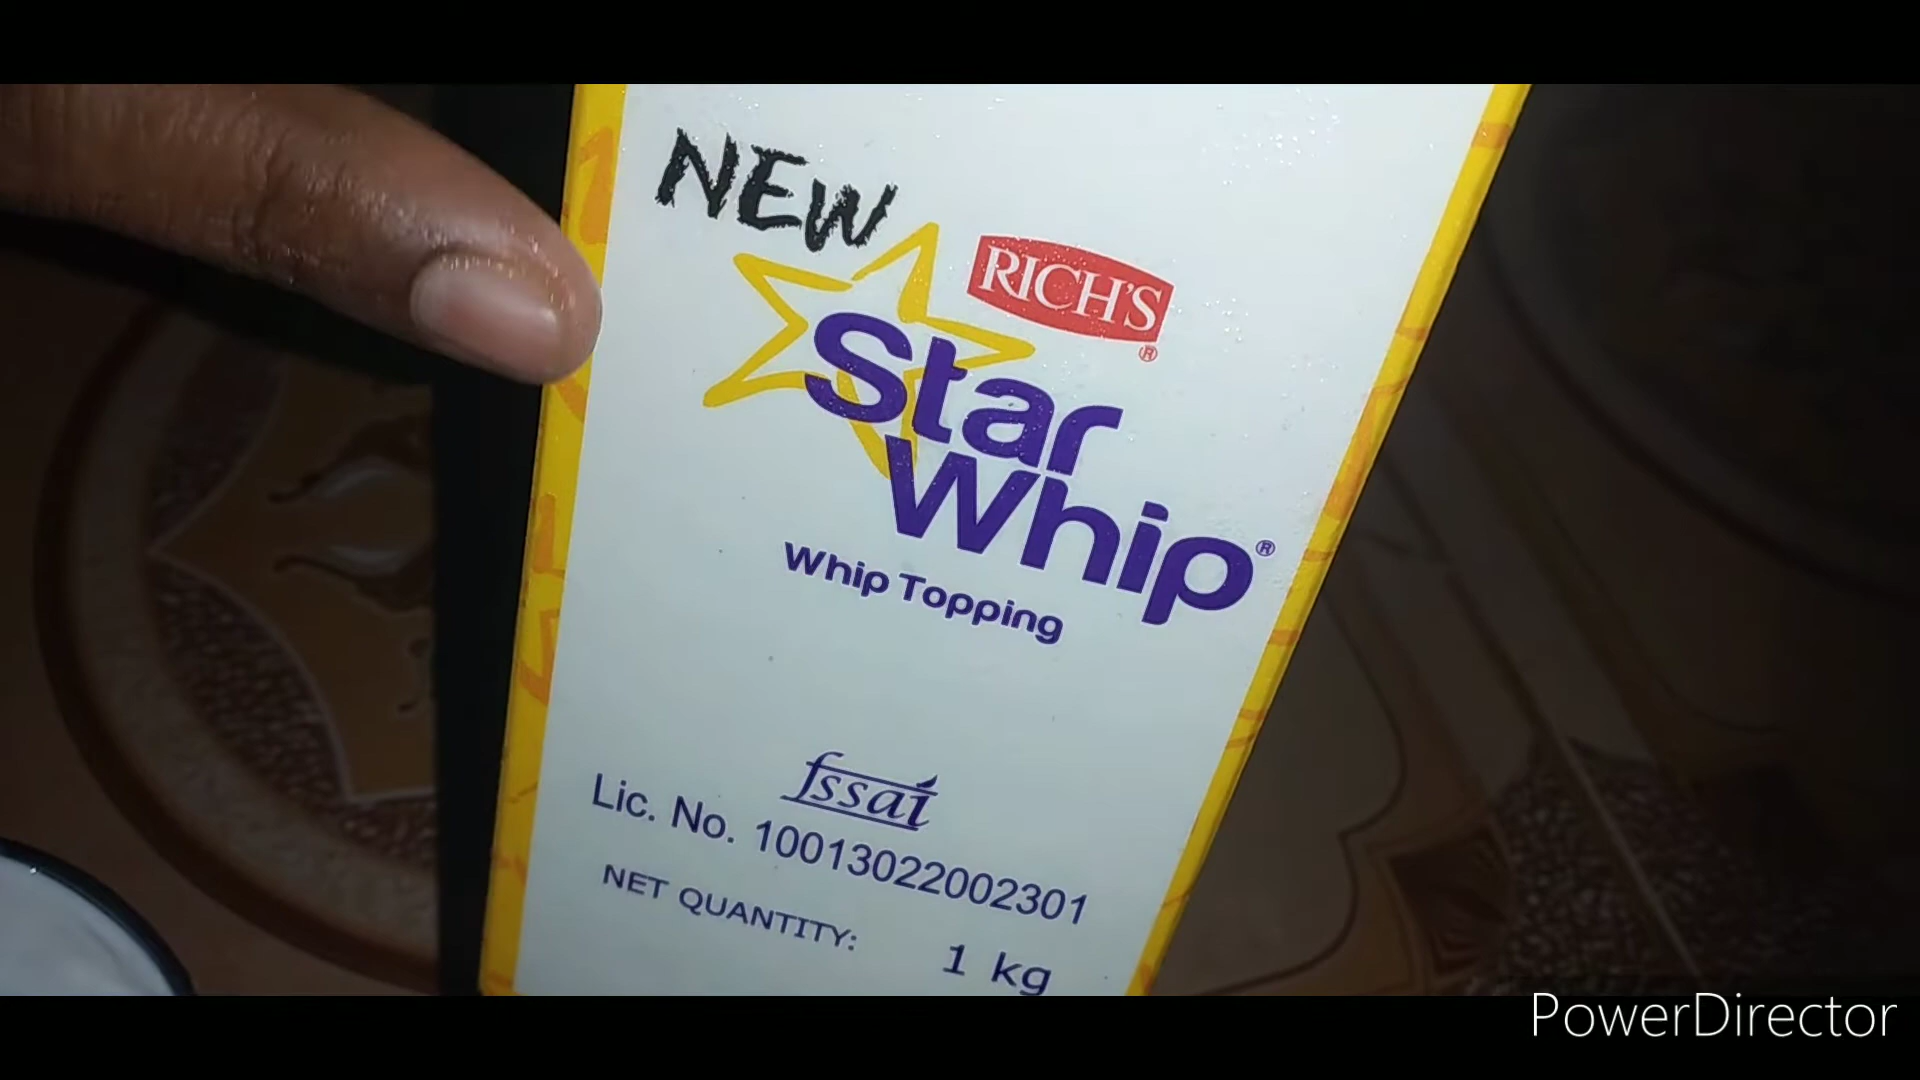 NEW
RICH'S®
Star
Whip®
Whip Topping
fssai
Lic. No. 10013022002301
NET QUANTITY: 1 kg
PowerDirector